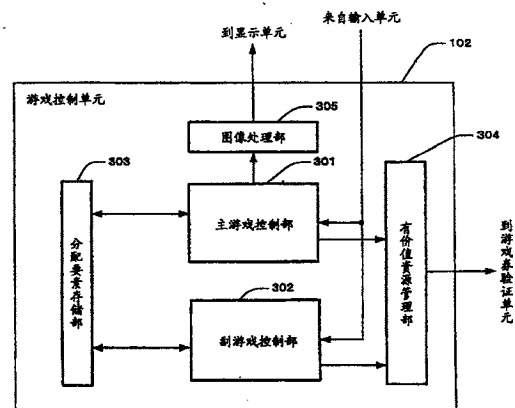 到显示单元
来自输入单元
102
游戏控制单元
305
图像处理部
304
303
301
主游戏控制部
分配要素存储部
有价值资源管理部
到游戏券验证单元
302
副游戏控制部